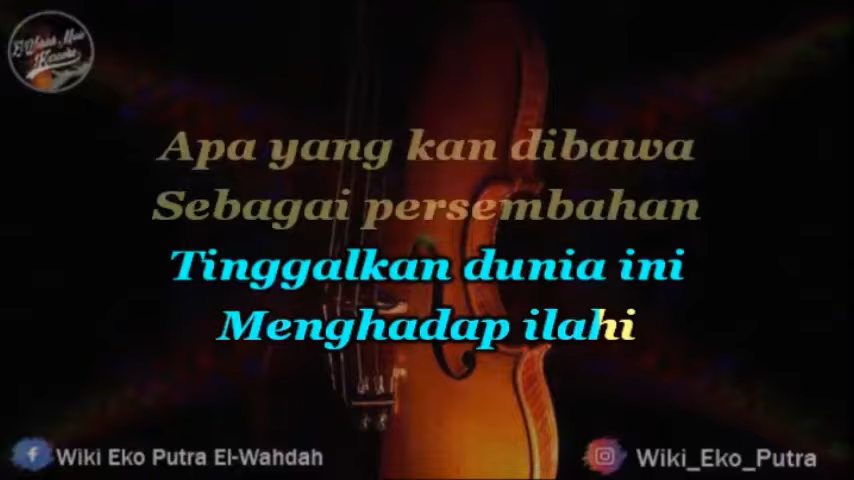 Apa yang kan dibawa
Sebagai persembahan
Tinggalkan dunia ini
Menghadap ilahi
Wiki Eko Putra El-Wahdah
Wiki_Eko_Putra